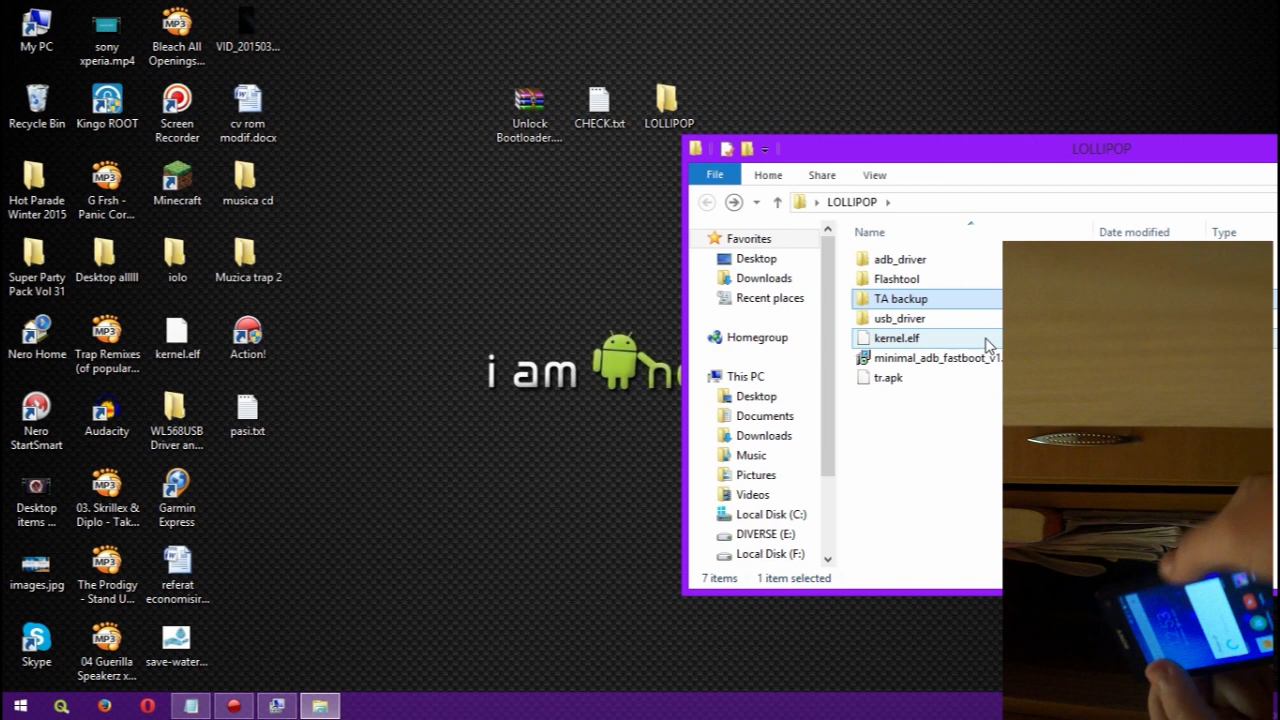 My PC
sony
xperia.mp4
Bleach All
Openings...
VID_201503...
Recycle Bin
Kingo ROOT
Screen
Recorder
cv rom
modif.docx
Hot Parade
Winter 2015
G Frsh -
Panic Cor...
Minecraft
musica cd
Super Party
Pack Vol 31
Desktop alllll
iolo
Muzica trap 2
Nero Home
Trap Remixes
(of popular...
kernel.elf
Action!
Nero
StartSmart
Audacity
WL568USB
Driver an...
pasi.txt
Desktop
items ...
03. Skrillex &
Diplo - Tak...
Garmin
Express
images.jpg
The Prodigy
- Stand U...
referat
economisir...
Skype
04 Guerilla
Speakerz x...
save-water...
Unlock
Bootloader....
CHECK.txt
LOLLIPOP
i am
LOLLIPOP
File
Home
Share
View
LOLLIPOP
Favorites
Desktop
Downloads
Recent places
Homegroup
This PC
Desktop
Documents
Downloads
Music
Pictures
Videos
Local Disk (C:)
DIVERSE (E:)
Local Disk (F:)
Name
Date modified
Type
adb_driver
Flashtool
TA backup
usb_driver
kernel.elf
minimal_adb_fastboot_v1.
tr.apk
7 items
1 item selected